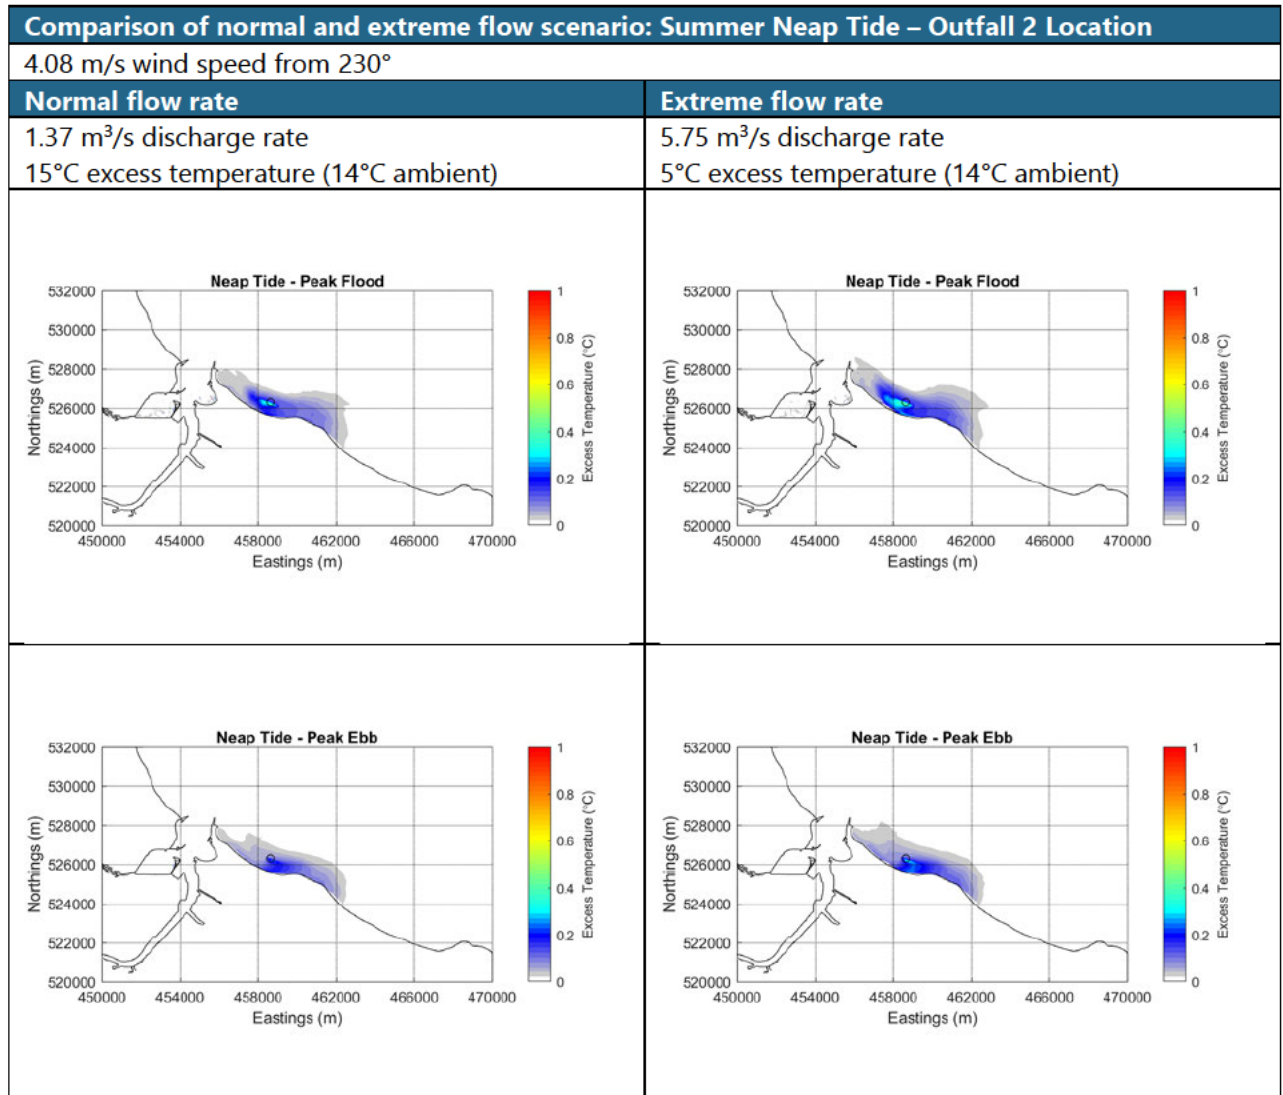 Comparison of normal and extreme flow scenario: Summer Neap Tide – Outfall 2 Location
4.08 m/s wind speed from 230°
Normal flow rate
Extreme flow rate
1.37 m³/s discharge rate
15°C excess temperature (14°C ambient)
5.75 m³/s discharge rate
5°C excess temperature (14°C ambient)
Neap Tide - Peak Flood
532000
530000
528000
526000
524000
522000
520000
Northings (m)
450000 454000 458000 462000 466000 470000
Eastings (m)
1
0.8
0.6
0.4
0.2
0
Excess Temperature (°C)
Neap Tide - Peak Flood
532000
530000
528000
526000
524000
522000
520000
Northings (m)
450000 454000 458000 462000 466000 470000
Eastings (m)
1
0.8
0.6
0.4
0.2
0
Excess Temperature (°C)
Neap Tide - Peak Ebb
532000
530000
528000
526000
524000
522000
520000
Northings (m)
450000 454000 458000 462000 466000 470000
Eastings (m)
1
0.8
0.6
0.4
0.2
0
Excess Temperature (°C)
Neap Tide - Peak Ebb
532000
530000
528000
526000
524000
522000
520000
Northings (m)
450000 454000 458000 462000 466000 470000
Eastings (m)
1
0.8
0.6
0.4
0.2
0
Excess Temperature (°C)